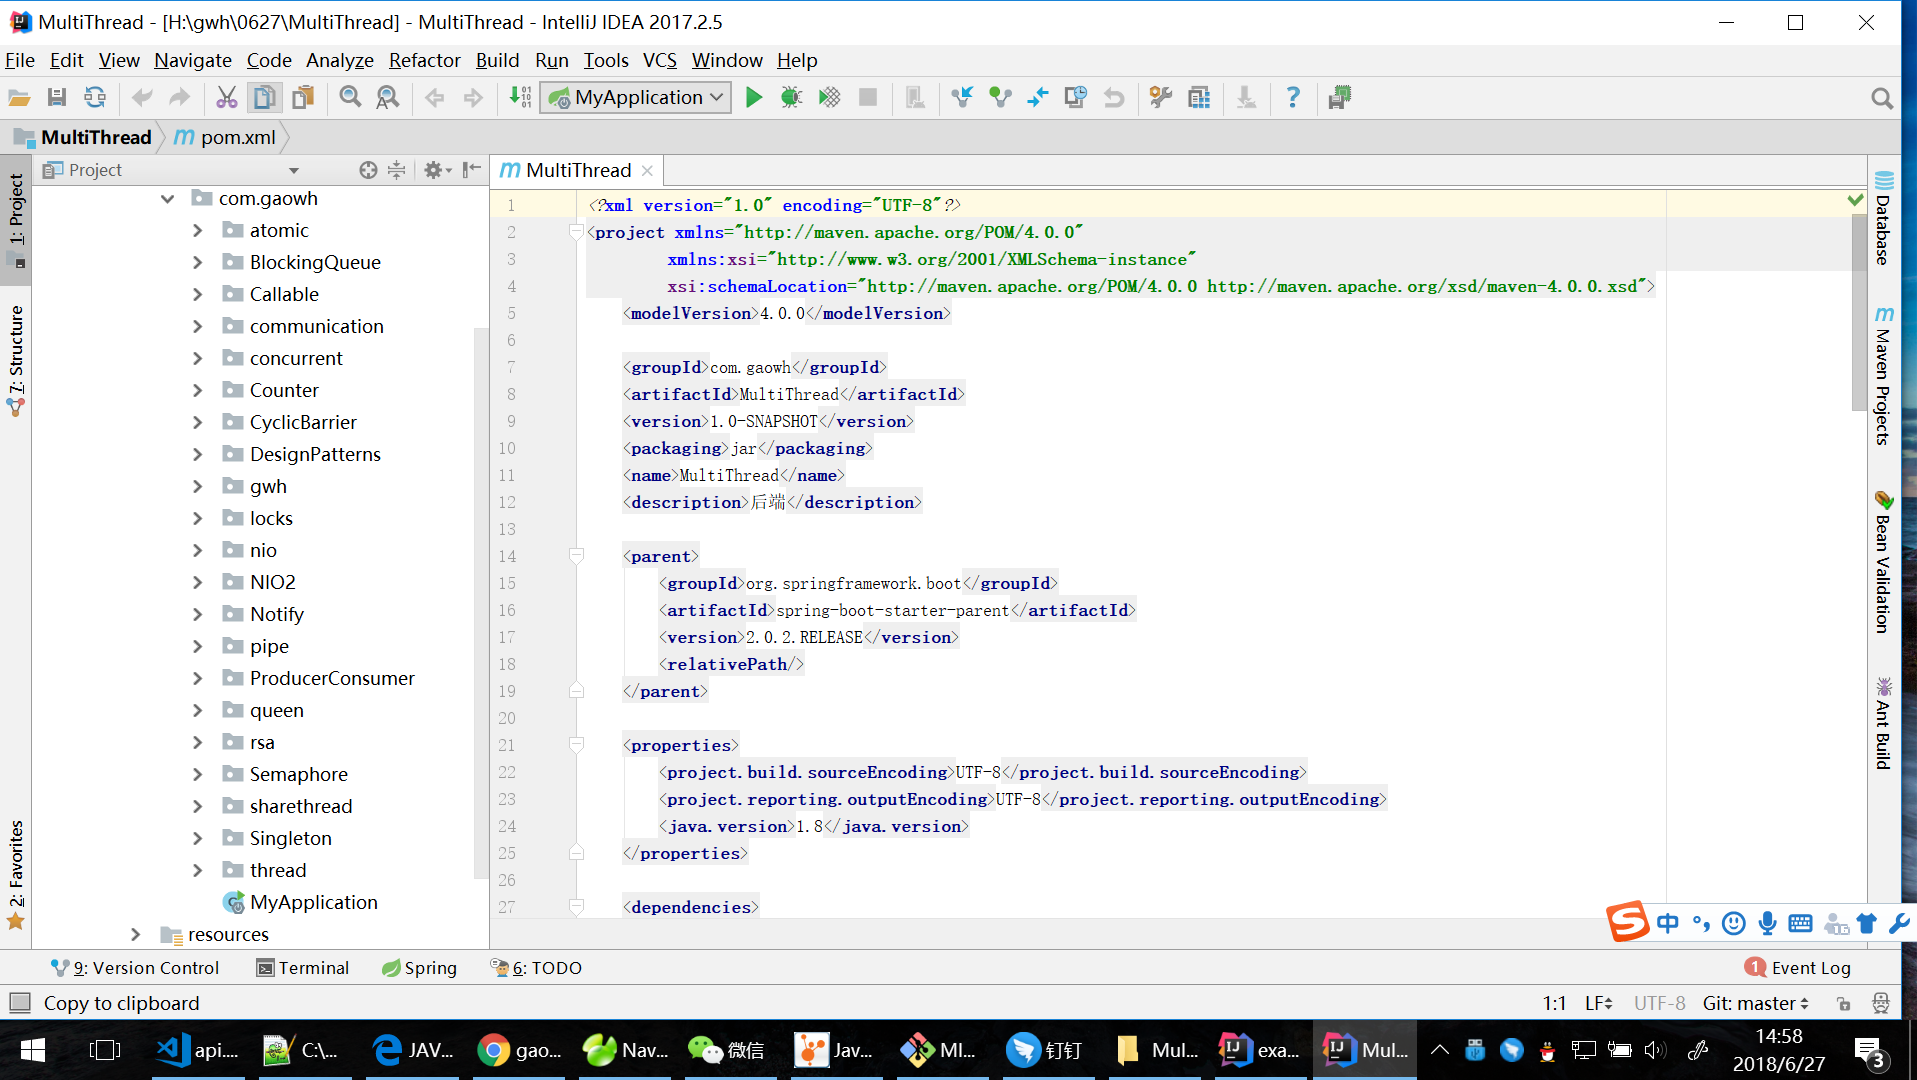 MultiThread - [H:\gwh\0627\MultiThread] - MultiThread - IntelliJ IDEA 2017.2.5
File Edit View Navigate Code Analyze Refactor Build Run Tools VCS Window Help
MyApplication
MultiThread pom.xml
Project
MultiThread
1: Project
7: Structure
2: Favorites
com.gaowh
atomic
BlockingQueue
Callable
communication
concurrent
Counter
CyclicBarrier
DesignPatterns
gwh
locks
nio
NIO2
Notify
pipe
ProducerConsumer
queen
rsa
Semaphore
sharethread
Singleton
thread
MyApplication
resources
1 <?xml version="1.0" encoding="UTF-8"?>
2 <project xmlns="http://maven.apache.org/POM/4.0.0"
3 xmlns:xsi="http://www.w3.org/2001/XMLSchema-instance"
4 xsi:schemaLocation="http://maven.apache.org/POM/4.0.0 http://maven.apache.org/xsd/maven-4.0.0.xsd">
5 <modelVersion>4.0.0</modelVersion>
6
7 <groupId>com.gaowh</groupId>
8 <artifactId>MultiThread</artifactId>
9 <version>1.0-SNAPSHOT</version>
10 <packaging>jar</packaging>
11 <name>MultiThread</name>
12 <description>后端</description>
13
14 <parent>
15 <groupId>org.springframework.boot</groupId>
16 <artifactId>spring-boot-starter-parent</artifactId>
17 <version>2.0.2.RELEASE</version>
18 <relativePath/>
19 </parent>
20
21 <properties>
22 <project.build.sourceEncoding>UTF-8</project.build.sourceEncoding>
23 <project.reporting.outputEncoding>UTF-8</project.reporting.outputEncoding>
24 <java.version>1.8</java.version>
25 </properties>
26
27 <dependencies>
Database
Maven Projects
Bean Validation
Ant Build
中
9: Version Control Terminal Spring 6: TODO
1 Event Log
Copy to clipboard
1:1 LF UTF-8 Git: master
api.... C:\... JAV... gao... Nav... 微信 Jav... MI... 钉钉 Mul... exa... Mul...
14:58
2018/6/27
3